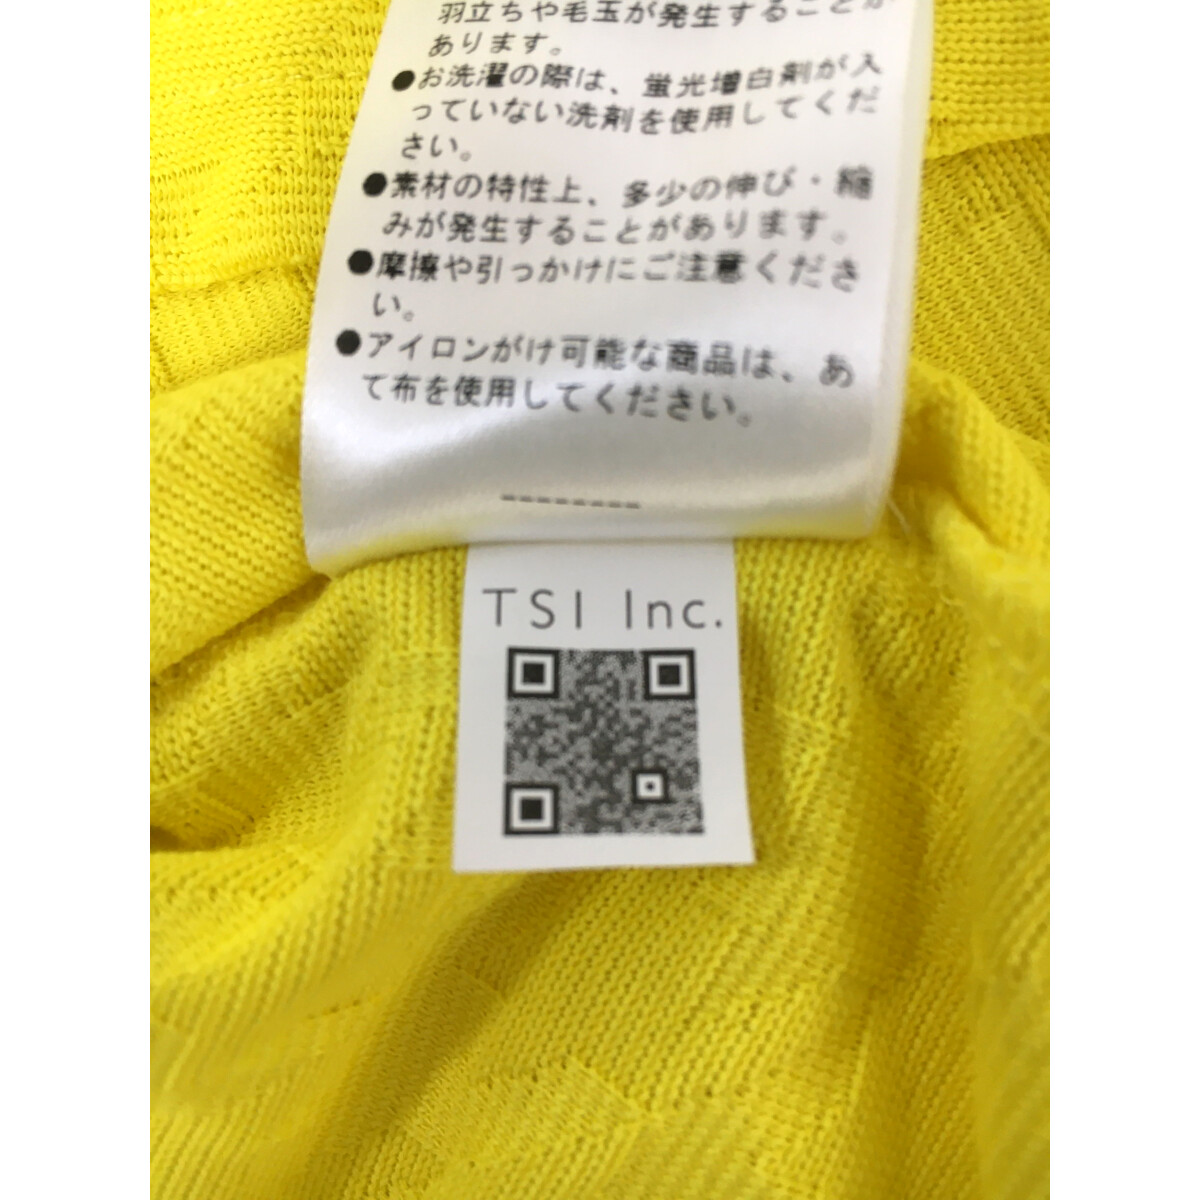 羽立ちや毛玉が発生することが
あります。
●お洗濯の際は、蛍光増白剤が入
っていない洗剤を使用してくだ
さい。
●素材の特性上、多少の伸び・縮
みが発生することがあります。
●摩擦や引っかけにご注意くださ
い。
●アイロンがけ可能な商品は、あ
て布を使用してください。
---------
TSI Inc.